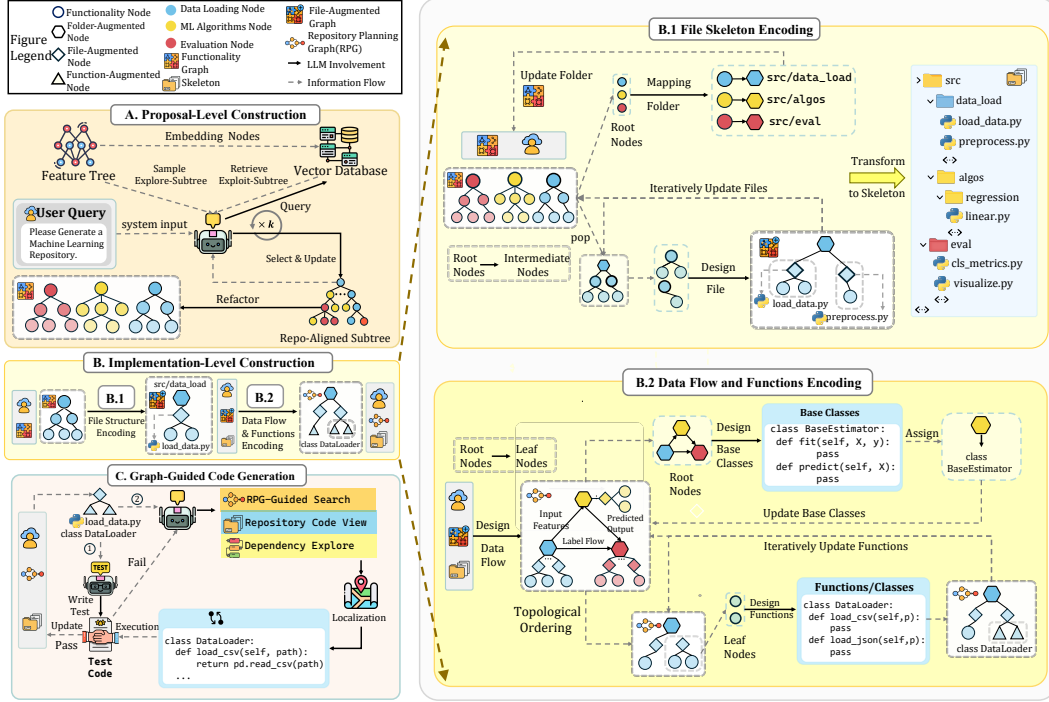 Figure
Legend
Functionality Node
Folder-Augmented
Node
File-Augmented
Node
Function-Augmented
Node
Data Loading Node
ML Algorithms Node
Evaluation Node
Functionality
Graph
Skeleton
File-Augmented
Graph
Repository Planning
Graph(RPG)
LLM Involvement
Information Flow
A. Proposal-Level Construction
Embedding Nodes
Feature Tree
Sample
Explore-Subtree
Retrieve
Exploit-Subtree
Vector Database
User Query
Please Generate a
Machine Learning
Repository.
system input
Query
× k
Select & Update
Refactor
Repo-Aligned Subtree
B. Implementation-Level Construction
B.1
File Structure
Encoding
src/data_load
load_data.py
B.2
Data Flow
& Functions
Encoding
class DataLoader
C. Graph-Guided Code Generation
load_data.py
class DataLoader
1
2
TEST
Write
Test
Fail
Update
Pass
Execution
Test
Code
RPG-Guided Search
Repository Code View
Dependency Explore
Localization
class DataLoader:
def load_csv(self, path):
return pd.read_csv(path)
...
B.1 File Skeleton Encoding
Update Folder
Root
Nodes
Mapping
Folder
src/data_load
src/algos
src/eval
Iteratively Update Files
Root
Nodes
Intermediate
Nodes
pop
Design
File
load_data.py
preprocess.py
Transform
to Skeleton
src
data_load
load_data.py
preprocess.py
algos
regression
linear.py
eval
cls_metrics.py
visualize.py
B.2 Data Flow and Functions Encoding
Root
Nodes
Leaf
Nodes
Design
Data
Flow
Input
Features
Predicted
Output
Label Flow
...
...
Root
Nodes
Design
Base
Classes
Base Classes
class BaseEstimator:
def fit(self, X, y):
pass
def predict(self, X):
pass
Assign
class
BaseEstimator
Update Base Classes
Iteratively Update Functions
Topological
Ordering
Leaf
Nodes
Design
Functions
Functions/Classes
class DataLoader:
def load_csv(self,p):
pass
def load_json(self,p):
pass
class DataLoader